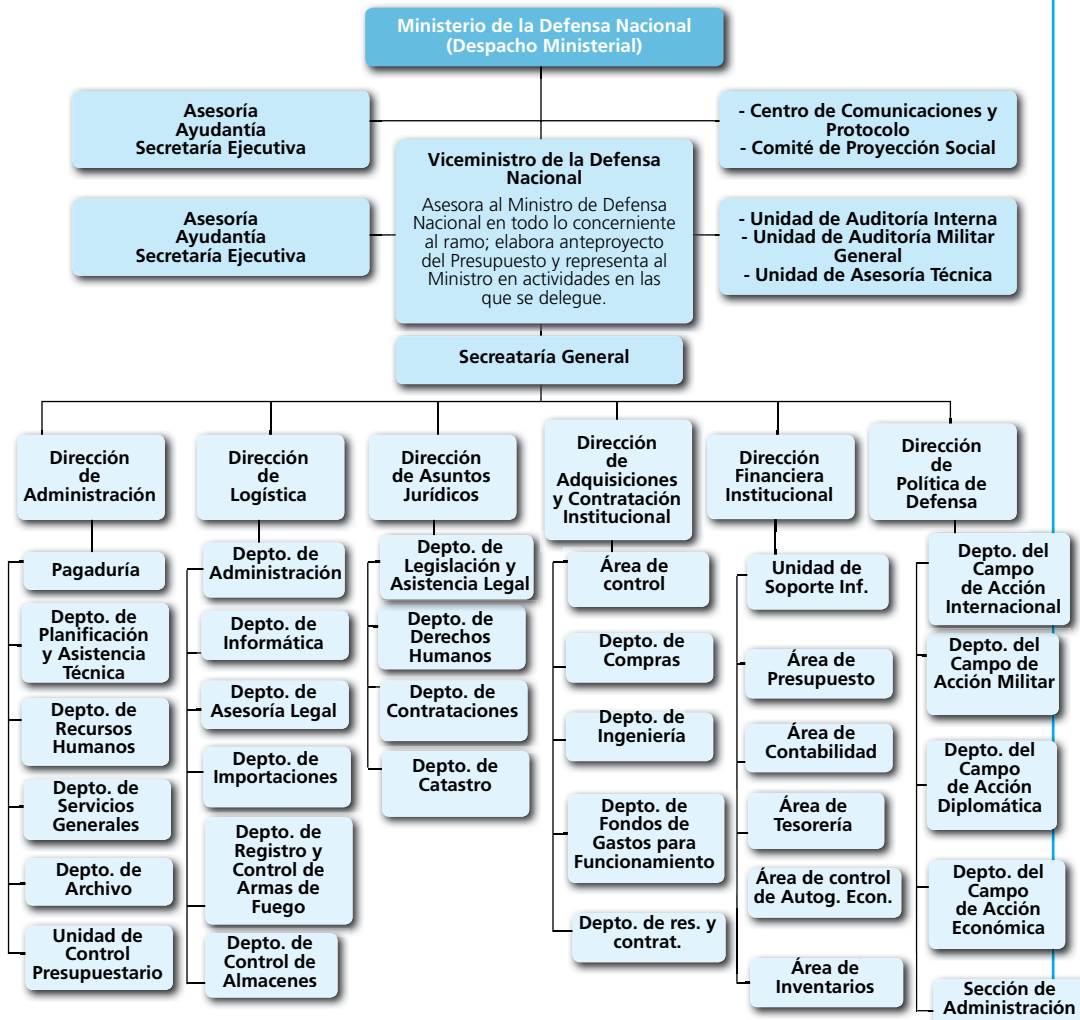 Ministerio de la Defensa Nacional
(Despacho Ministerial)
Asesoría
Ayudantía
Secretaría Ejecutiva
- Centro de Comunicaciones y
Protocolo
- Comité de Proyección Social
Viceministro de la Defensa
Nacional
Asesora al Ministro de Defensa
Nacional en todo lo concerniente
al ramo; elabora anteproyecto
del Presupuesto y representa al
Ministro en actividades en las
que se delegue.
Asesoría
Ayudantía
Secretaría Ejecutiva
- Unidad de Auditoría Interna
- Unidad de Auditoría Militar
General
- Unidad de Asesoría Técnica
Secreataría General
Dirección
de
Administración
Pagaduría
Depto. de
Planificación
y Asistencia
Técnica
Depto. de
Recursos
Humanos
Depto. de
Servicios
Generales
Depto. de
Archivo
Unidad de
Control
Presupuestario
Dirección
de
Logística
Depto. de
Administración
Depto. de
Informática
Depto. de
Asesoría Legal
Depto. de
Importaciones
Depto. de
Registro y
Control de
Armas de
Fuego
Depto. de
Control de
Almacenes
Dirección
de Asuntos
Jurídicos
Depto. de
Legislación y
Asistencia Legal
Depto. de
Derechos
Humanos
Depto. de
Contrataciones
Depto. de
Catastro
Dirección
de
Adquisiciones
y Contratación
Institucional
Área de
control
Depto. de
Compras
Depto. de
Ingeniería
Depto. de
Fondos de
Gastos para
Funcionamiento
Depto. de res. y
contrat.
Dirección
Financiera
Institucional
Unidad de
Soporte Inf.
Área de
Presupuesto
Área de
Contabilidad
Área de
Tesorería
Área de control
de Autog. Econ.
Área de
Inventarios
Dirección
de
Política de
Defensa
Depto. del
Campo
de Acción
Internacional
Depto. del
Campo de
Acción Militar
Depto. del
Campo
de Acción
Diplomática
Depto. del
Campo
de Acción
Económica
Sección de
Administración